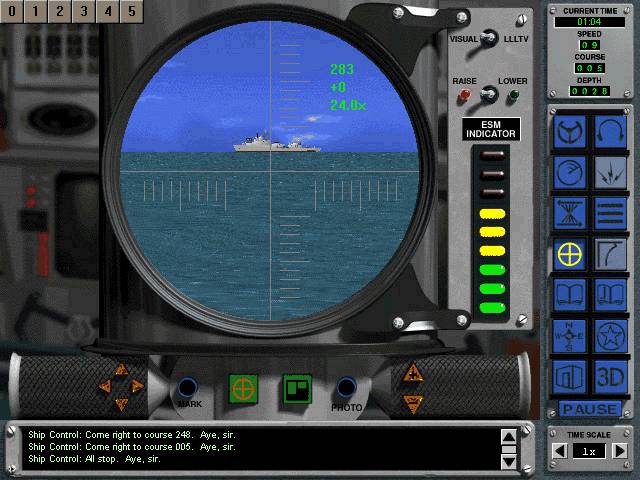 0 1 2 3 4 5
283
+0
24.0x
VISUAL LLLTV
RAISE LOWER
ESM
INDICATOR
CURRENT TIME
01:04
SPEED
09
COURSE
005
DEPTH
0028
N
W E
S
3D
PAUSE
TIME SCALE
1x
MARK
PHOTO
Ship Control: Come right to course 248. Aye, sir.
Ship Control: Come right to course 005. Aye, sir.
Ship Control: All stop. Aye, sir.